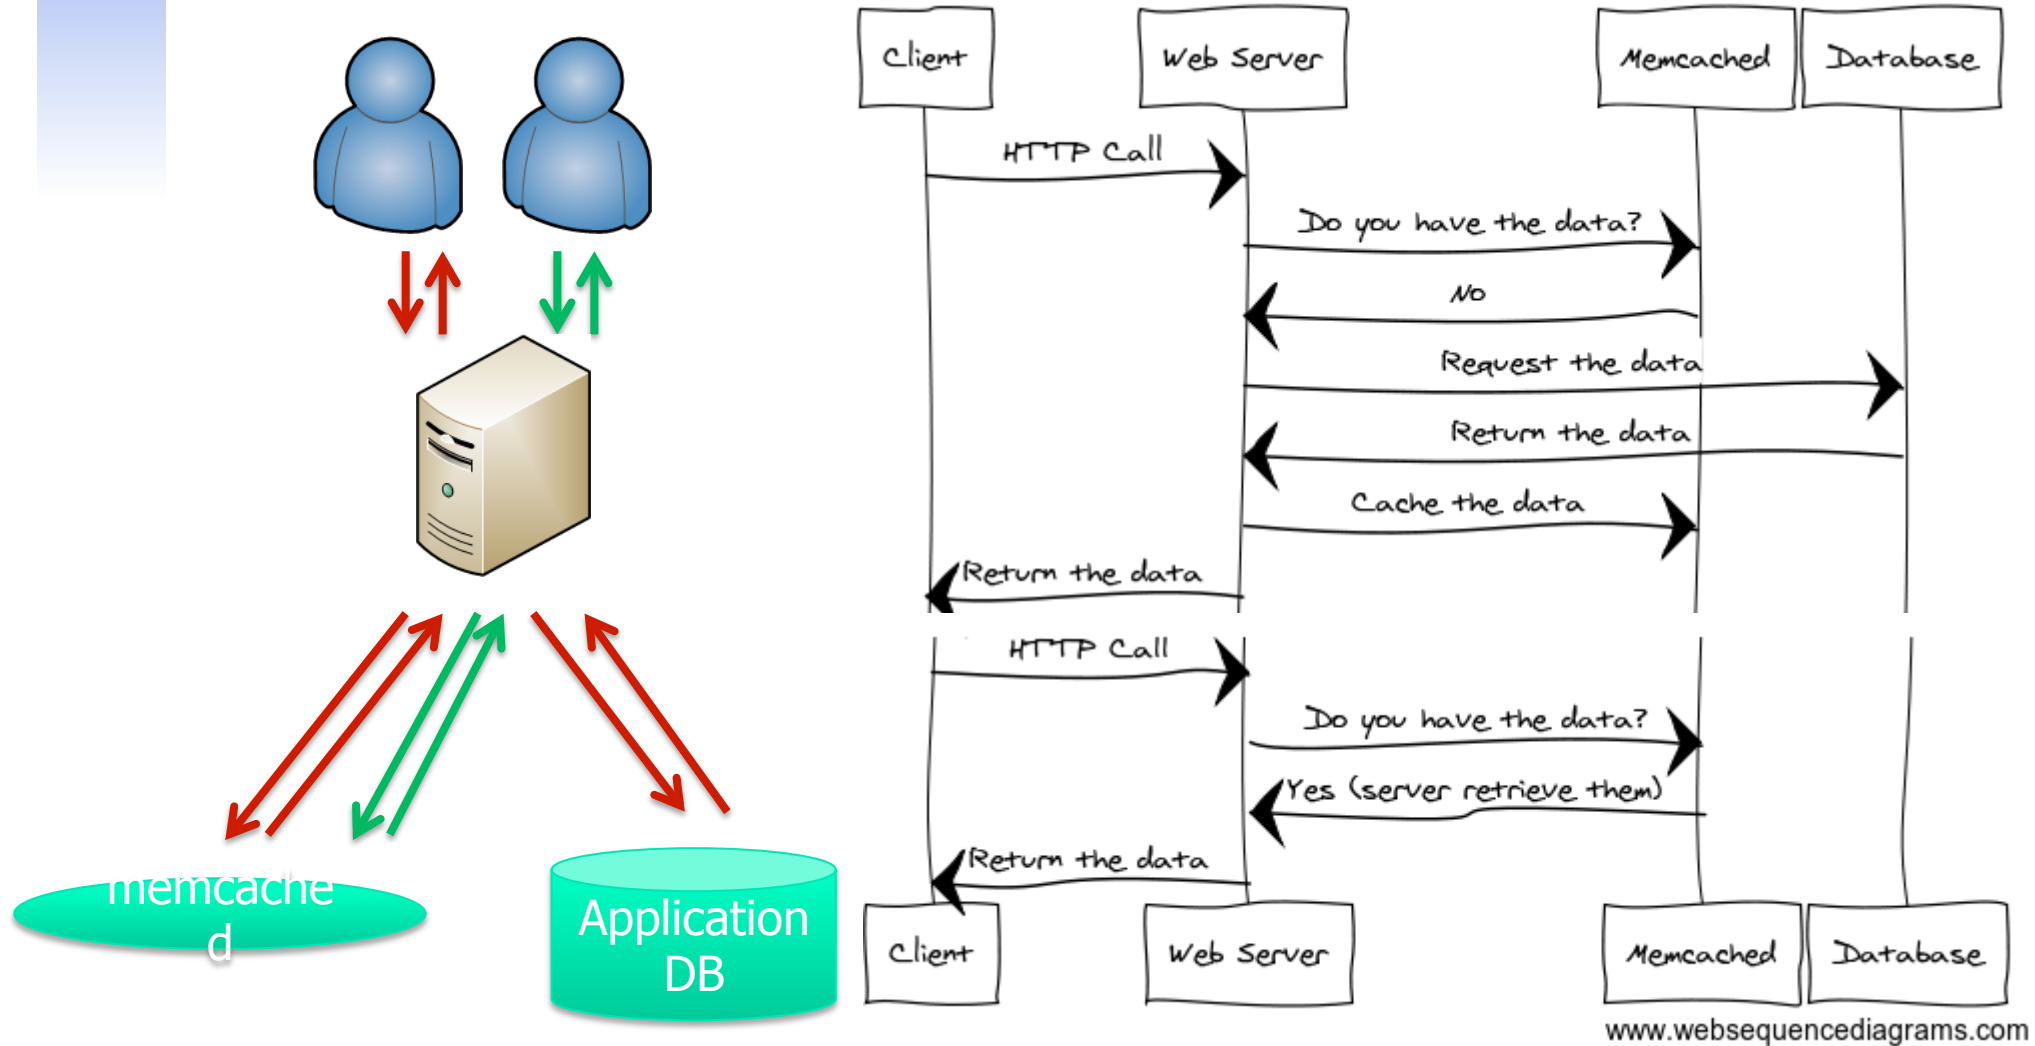 memcache
d
Application
DB
Client
Web Server
Memcached
Database
HTTP Call
Do you have the data?
No
Request the data
Return the data
Cache the data
Return the data
HTTP Call
Do you have the data?
Yes (server retrieve them)
Return the data
Client
Web Server
Memcached
Database
www.websequencediagrams.com